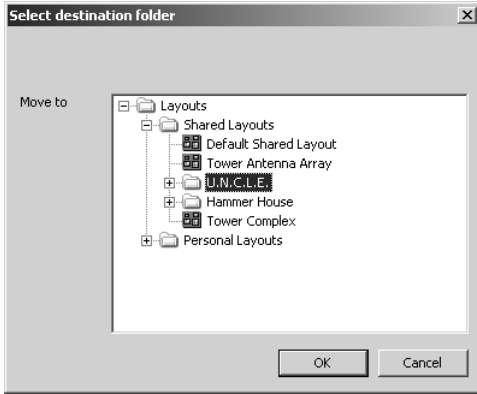 Select destination folder
Move to
Layouts
Shared Layouts
Default Shared Layout
Tower Antenna Array
U.N.C.L.E.
Hammer House
Tower Complex
Personal Layouts
OK Cancel